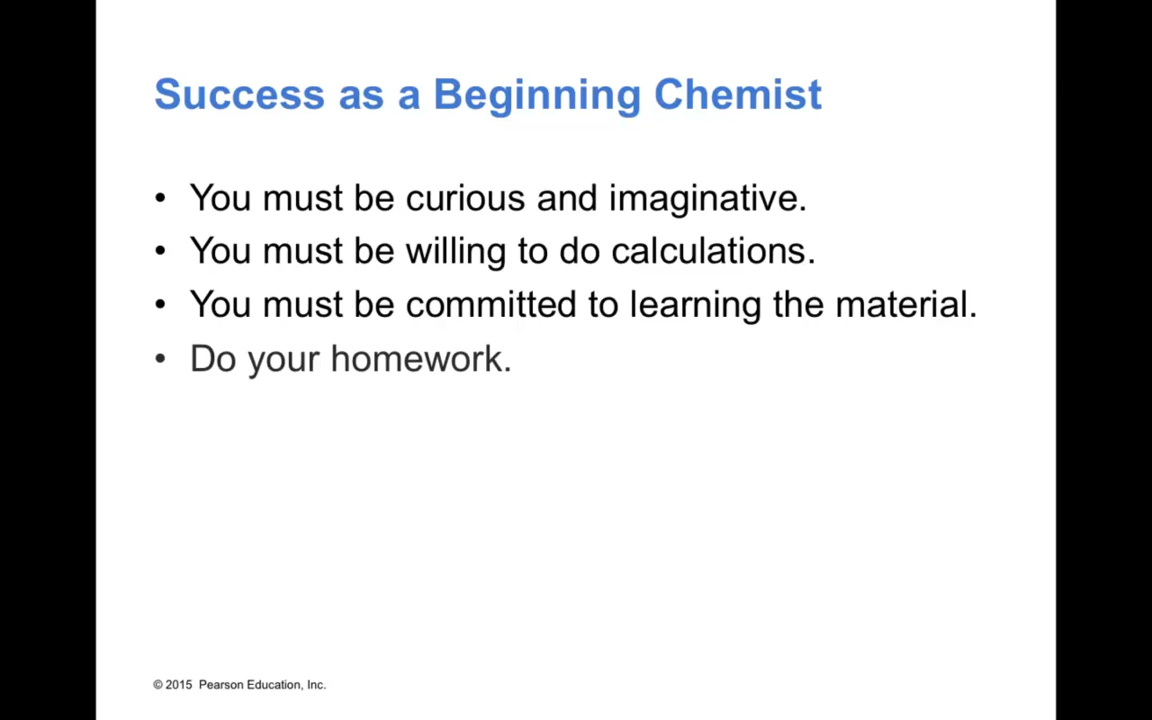 Success as a Beginning Chemist
• You must be curious and imaginative.
• You must be willing to do calculations.
• You must be committed to learning the material.
• Do your homework.
© 2015 Pearson Education, Inc.